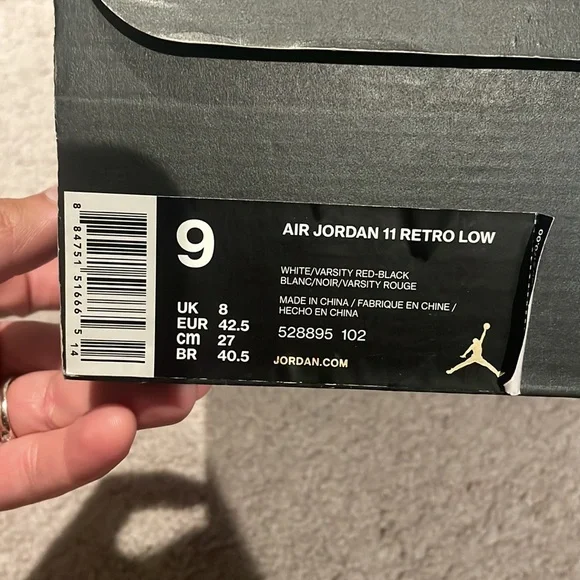 8 84751 51666 5 14
9
UK 8
EUR 42.5
cm 27
BR 40.5
AIR JORDAN 11 RETRO LOW
WHITE/VARSITY RED-BLACK
BLANC/NOIR/VARSITY ROUGE
MADE IN CHINA / FABRIQUE EN CHINE /
HECHO EN CHINA
528895 102
JORDAN.COM